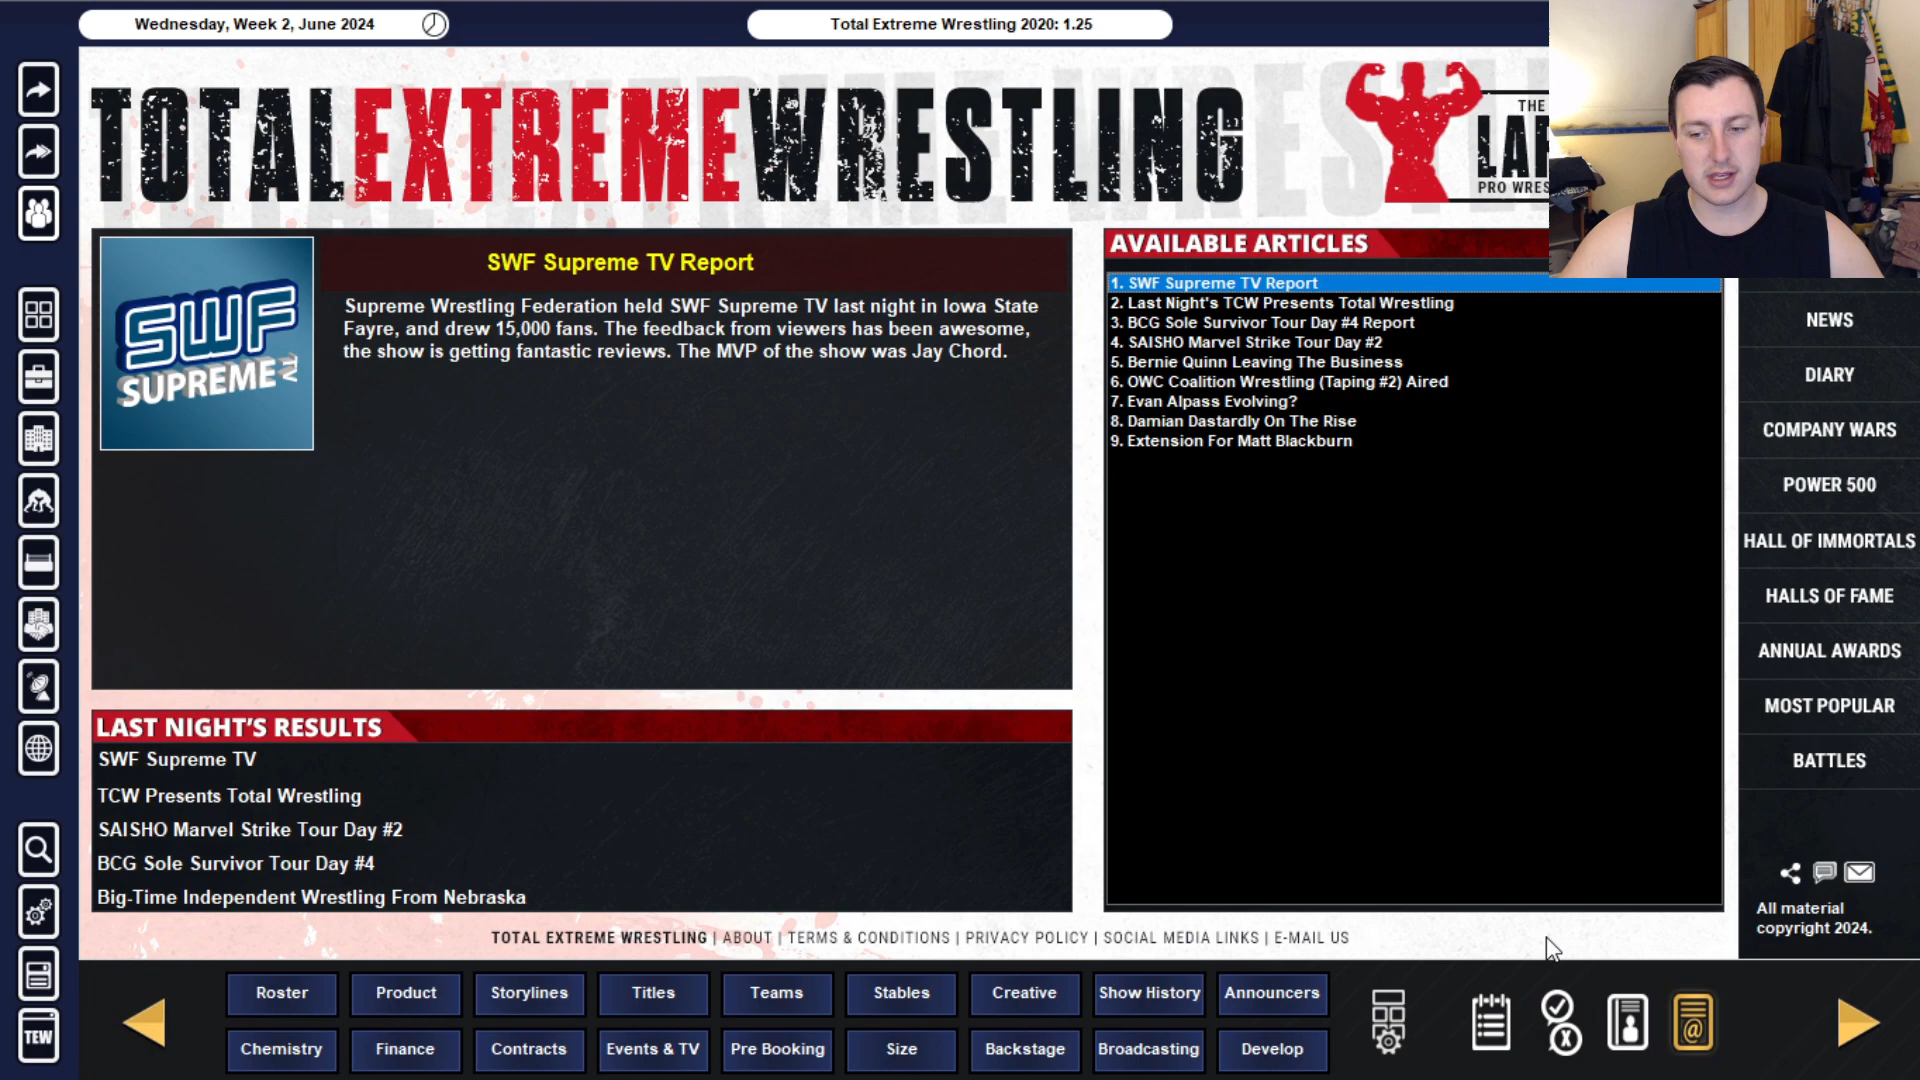 Wednesday, Week 2, June 2024
Total Extreme Wrestling 2020: 1.25
TOTALEXTREMEWRESTLING
THE
PRO WRES
SWF
SUPREME TV
SWF Supreme TV Report
Supreme Wrestling Federation held SWF Supreme TV last night in Iowa State
Fayre, and drew 15,000 fans. The feedback from viewers has been awesome,
the show is getting fantastic reviews. The MVP of the show was Jay Chord.
AVAILABLE ARTICLES
1. SWF Supreme TV Report
2. Last Night's TCW Presents Total Wrestling
3. BCG Sole Survivor Tour Day #4 Report
4. SAISHO Marvel Strike Tour Day #2
5. Bernie Quinn Leaving The Business
6. OWC Coalition Wrestling (Taping #2) Aired
7. Evan Alpass Evolving?
8. Damian Dastardly On The Rise
9. Extension For Matt Blackburn
NEWS
DIARY
COMPANY WARS
POWER 500
HALL OF IMMORTALS
HALLS OF FAME
ANNUAL AWARDS
MOST POPULAR
BATTLES
All material
copyright 2024.
LAST NIGHT'S RESULTS
SWF Supreme TV
TCW Presents Total Wrestling
SAISHO Marvel Strike Tour Day #2
BCG Sole Survivor Tour Day #4
Big-Time Independent Wrestling From Nebraska
TOTAL EXTREME WRESTLING | ABOUT | TERMS & CONDITIONS | PRIVACY POLICY | SOCIAL MEDIA LINKS | E-MAIL US
Roster
Product
Storylines
Titles
Teams
Stables
Creative
Show History
Announcers
Chemistry
Finance
Contracts
Events & TV
Pre Booking
Size
Backstage
Broadcasting
Develop
TEW